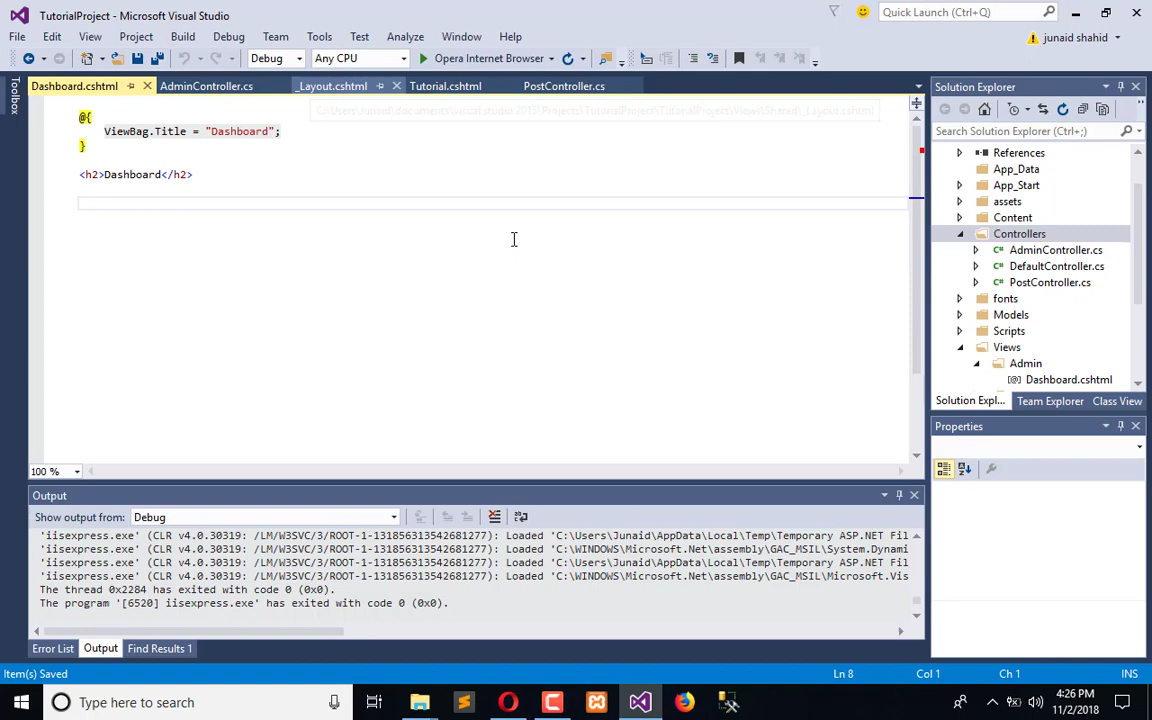 TutorialProject - Microsoft Visual Studio
Quick Launch (Ctrl+;)
File Edit View Project Build Debug Team Tools Test Analyze Window Help
junaid shahid
Debug Any CPU Opera Internet Browser
Dashboard.cshtml AdminController.cs _Layout.cshtml Tutorial.cshtml PostController.cs
Toolbox
@{
ViewBag.Title = "Dashboard";
}
<h2>Dashboard</h2>
100 %
Solution Explorer
Search Solution Explorer (Ctrl+;)
References
App_Data
App_Start
assets
Content
Controllers
C# AdminController.cs
C# DefaultController.cs
C# PostController.cs
fonts
Models
Scripts
Views
Admin
[@] Dashboard.cshtml
Solution Expl... Team Explorer Class View
Properties
Output
Show output from: Debug
'iisexpress.exe' (CLR v4.0.30319: /LM/W3SVC/3/ROOT-1-131856313542681277): Loaded 'C:\Users\Junaid\AppData\Local\Temp\Temporary ASP.NET Fil
'iisexpress.exe' (CLR v4.0.30319: /LM/W3SVC/3/ROOT-1-131856313542681277): Loaded 'C:\WINDOWS\Microsoft.Net\assembly\GAC_MSIL\System.Dynami
'iisexpress.exe' (CLR v4.0.30319: /LM/W3SVC/3/ROOT-1-131856313542681277): Loaded 'C:\Users\Junaid\AppData\Local\Temp\Temporary ASP.NET Fil
'iisexpress.exe' (CLR v4.0.30319: /LM/W3SVC/3/ROOT-1-131856313542681277): Loaded 'C:\WINDOWS\Microsoft.Net\assembly\GAC_MSIL\Microsoft.Vis
The thread 0x2284 has exited with code 0 (0x0).
The program '[6520] iisexpress.exe' has exited with code 0 (0x0).
Error List Output Find Results 1
Item(s) Saved Ln 8 Col 1 Ch 1 INS
Type here to search
4:26 PM
11/2/2018